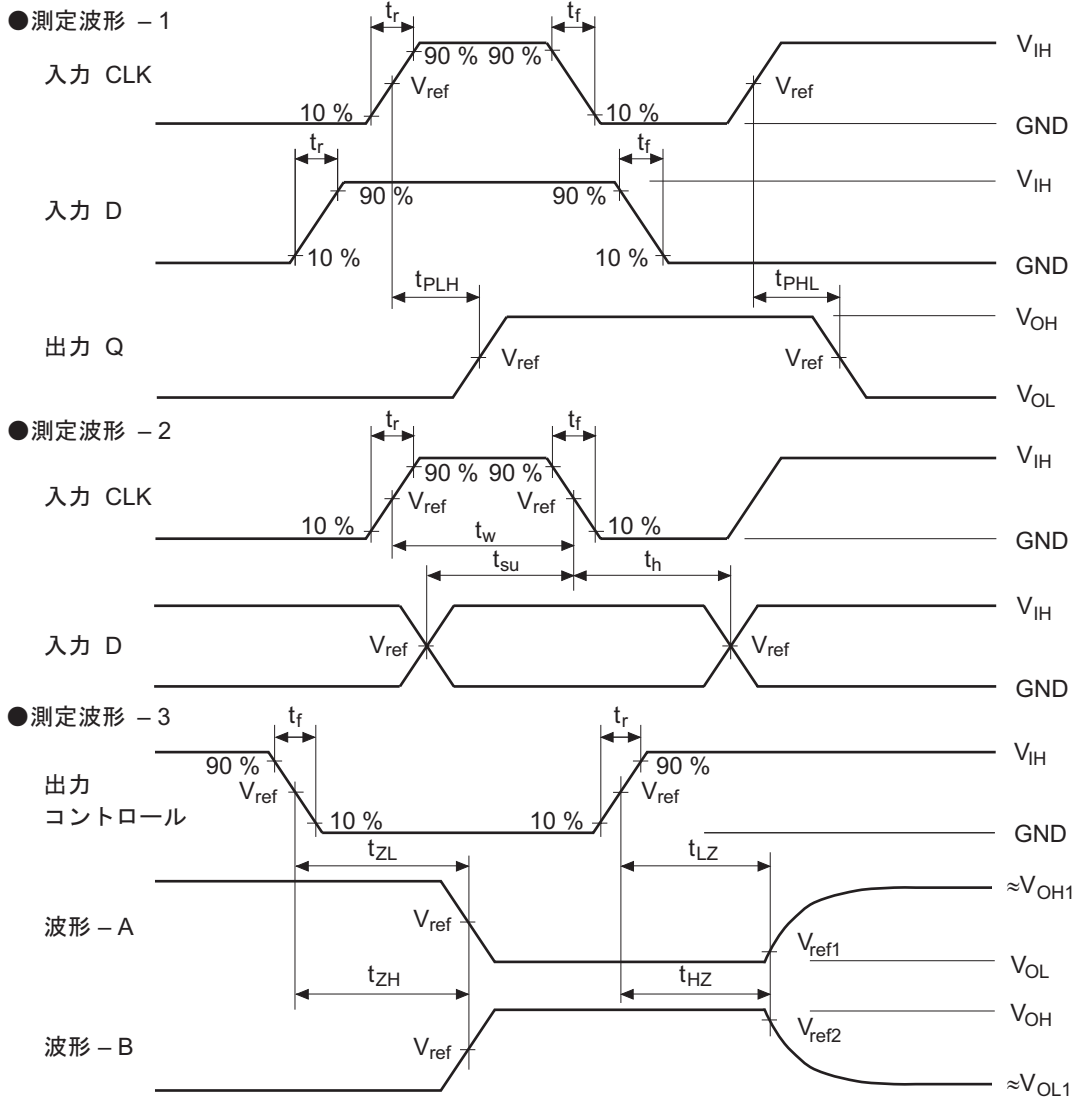 ●測定波形 – 1
tr
tf
入力 CLK
90 % 90 %
VIH
Vref
Vref
10 %
10 %
GND
tr
tf
入力 D
90 %
90 %
VIH
10 %
10 %
GND
tPLH
tPHL
出力 Q
VOH
Vref
Vref
VOL
●測定波形 – 2
tr
tf
入力 CLK
90 % 90 %
VIH
Vref
Vref
10 %
10 %
tw
GND
tsu
th
入力 D
VIH
Vref
Vref
GND
●測定波形 – 3
tf
tr
出力
コントロール
90 %
90 %
VIH
Vref
Vref
10 %
10 %
GND
tZL
tLZ
波形 – A
≈VOH1
Vref
Vref1
VOL
tZH
tHZ
波形 – B
VOH
Vref
Vref2
≈VOL1